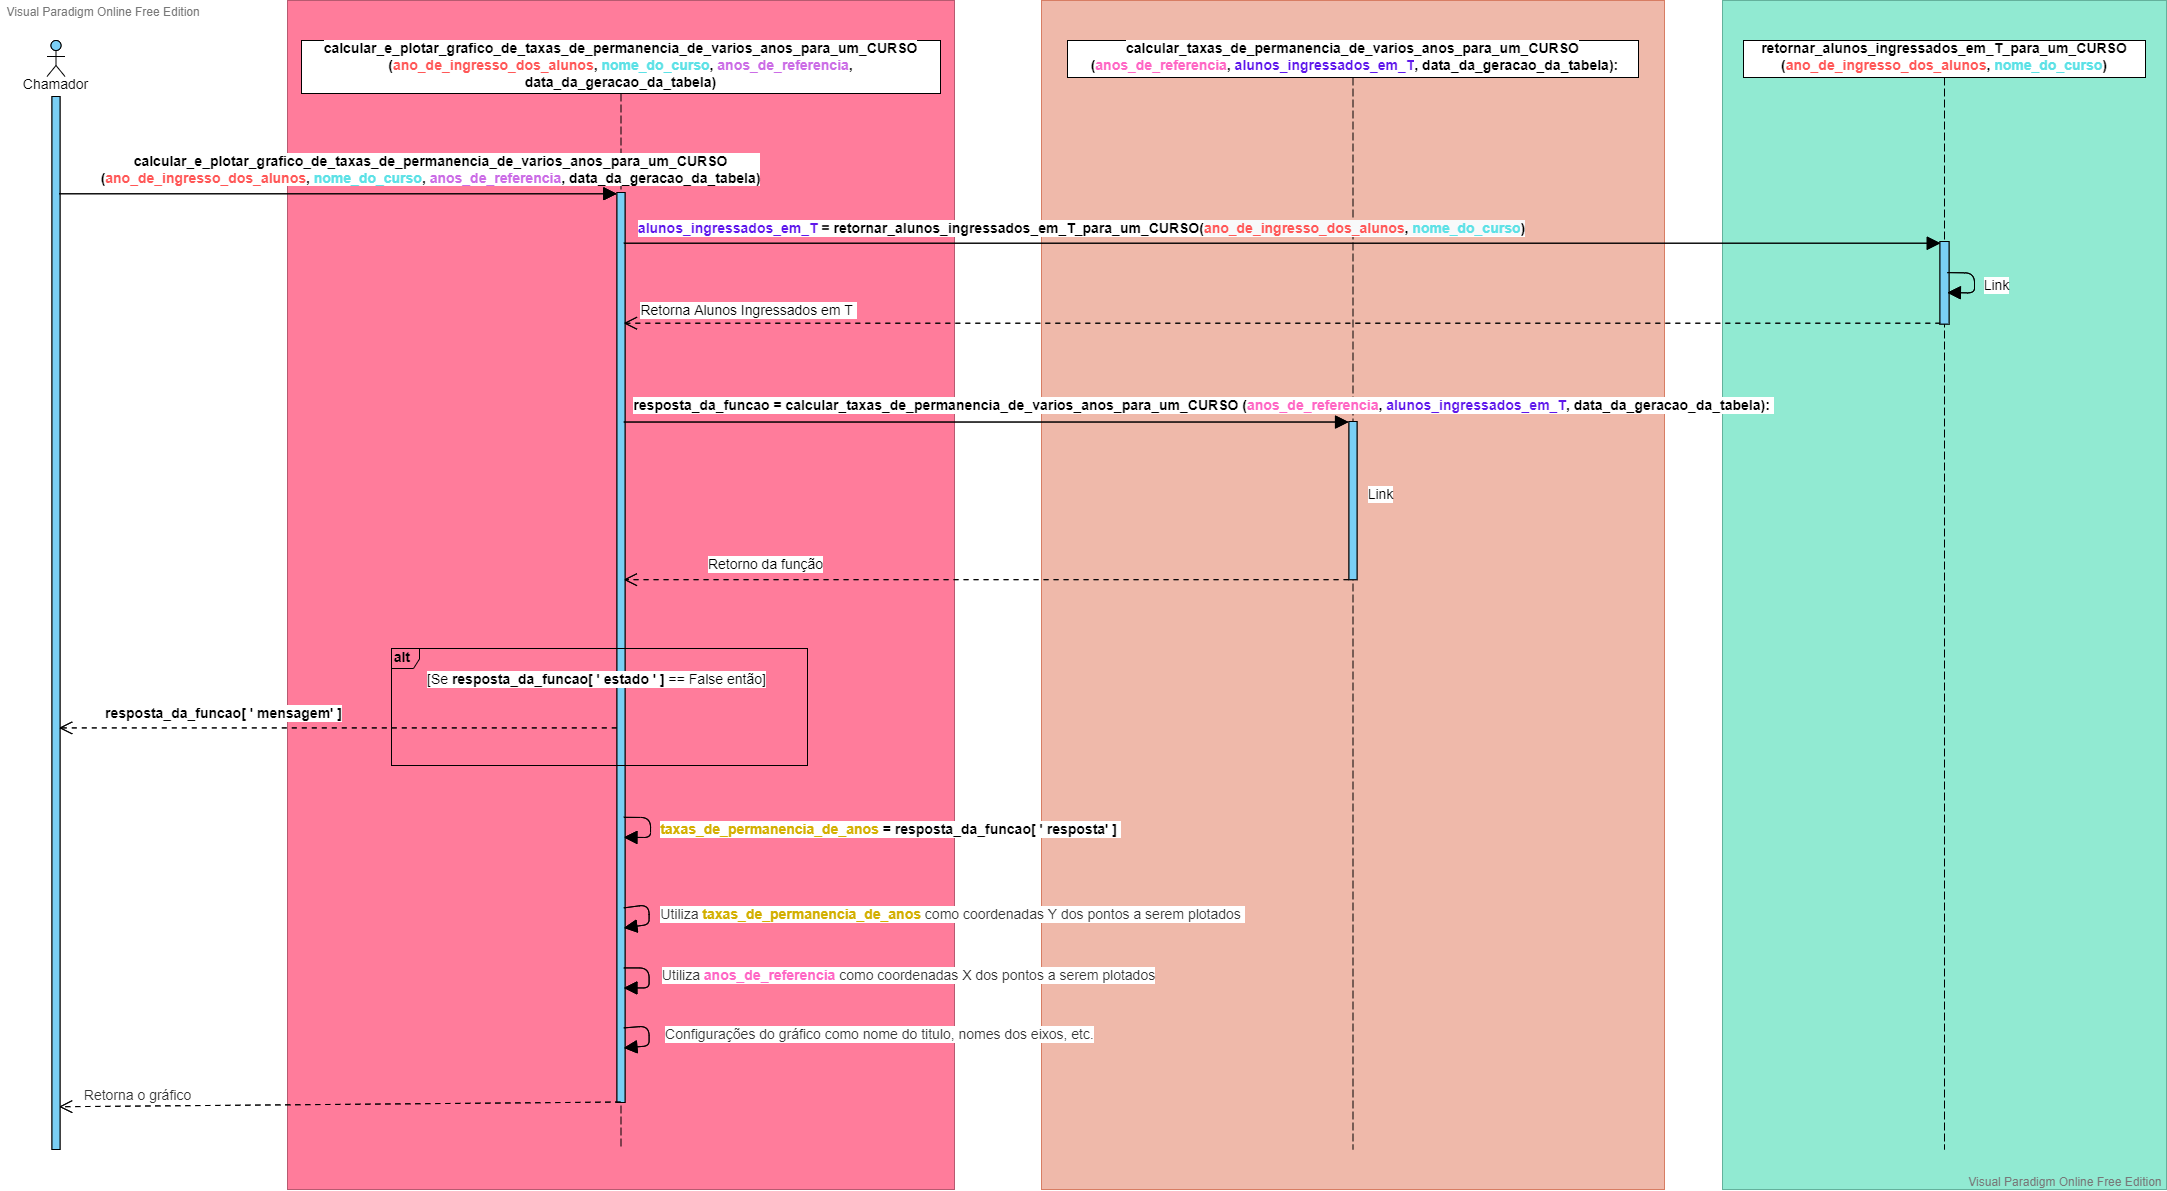 Visual Paradigm Online Free Edition
Chamador
calcular_e_plotar_grafico_de_taxas_de_permanencia_de_varios_anos_para_um_CURSO
(ano_de_ingresso_dos_alunos, nome_do_curso, anos_de_referencia,
data_da_geracao_da_tabela)
calcular_taxas_de_permanencia_de_varios_anos_para_um_CURSO
(anos_de_referencia, alunos_ingressados_em_T, data_da_geracao_da_tabela):
retornar_alunos_ingressados_em_T_para_um_CURSO
(ano_de_ingresso_dos_alunos, nome_do_curso)
calcular_e_plotar_grafico_de_taxas_de_permanencia_de_varios_anos_para_um_CURSO
(ano_de_ingresso_dos_alunos, nome_do_curso, anos_de_referencia, data_da_geracao_da_tabela)
alunos_ingressados_em_T = retornar_alunos_ingressados_em_T_para_um_CURSO(ano_de_ingresso_dos_alunos, nome_do_curso)
Link
Retorna Alunos Ingressados em T
resposta_da_funcao = calcular_taxas_de_permanencia_de_varios_anos_para_um_CURSO (anos_de_referencia, alunos_ingressados_em_T, data_da_geracao_da_tabela):
Link
Retorno da função
alt
[Se resposta_da_funcao[ ' estado ' ] == False então]
resposta_da_funcao[ ' mensagem' ]
taxas_de_permanencia_de_anos = resposta_da_funcao[ ' resposta' ]
Utiliza taxas_de_permanencia_de_anos como coordenadas Y dos pontos a serem plotados
Utiliza anos_de_referencia como coordenadas X dos pontos a serem plotados
Configurações do gráfico como nome do titulo, nomes dos eixos, etc.
Retorna o gráfico
Visual Paradigm Online Free Edition